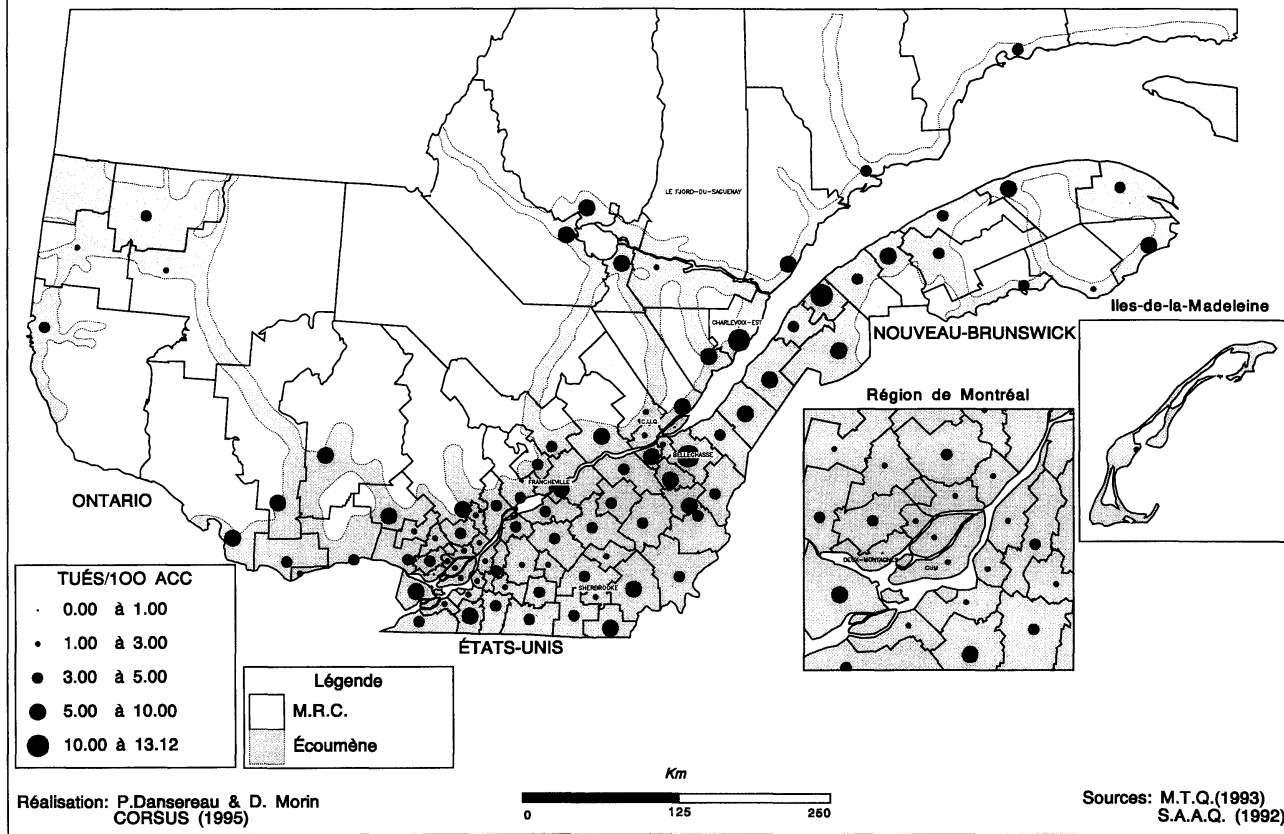 LE FJORD-DU-SAGUENAY
CHARLEVOIX-EST
NOUVEAU-BRUNSWICK
Iles-de-la-Madeleine
Région de Montréal
C.U.Q.
BELLECHASSE
FRANCHEVILLE
ONTARIO
SHERBROOKE
ÉTATS-UNIS
DEUX-MONTAGNES
CUM
TUÉS/100 ACC
0.00 à 1.00
1.00 à 3.00
3.00 à 5.00
5.00 à 10.00
10.00 à 13.12
Légende
M.R.C.
Écoumène
Km
0 125 260
Réalisation: P.Dansereau & D. Morin
CORSUS (1995)
Sources: M.T.Q.(1993)
S.A.A.Q. (1992)